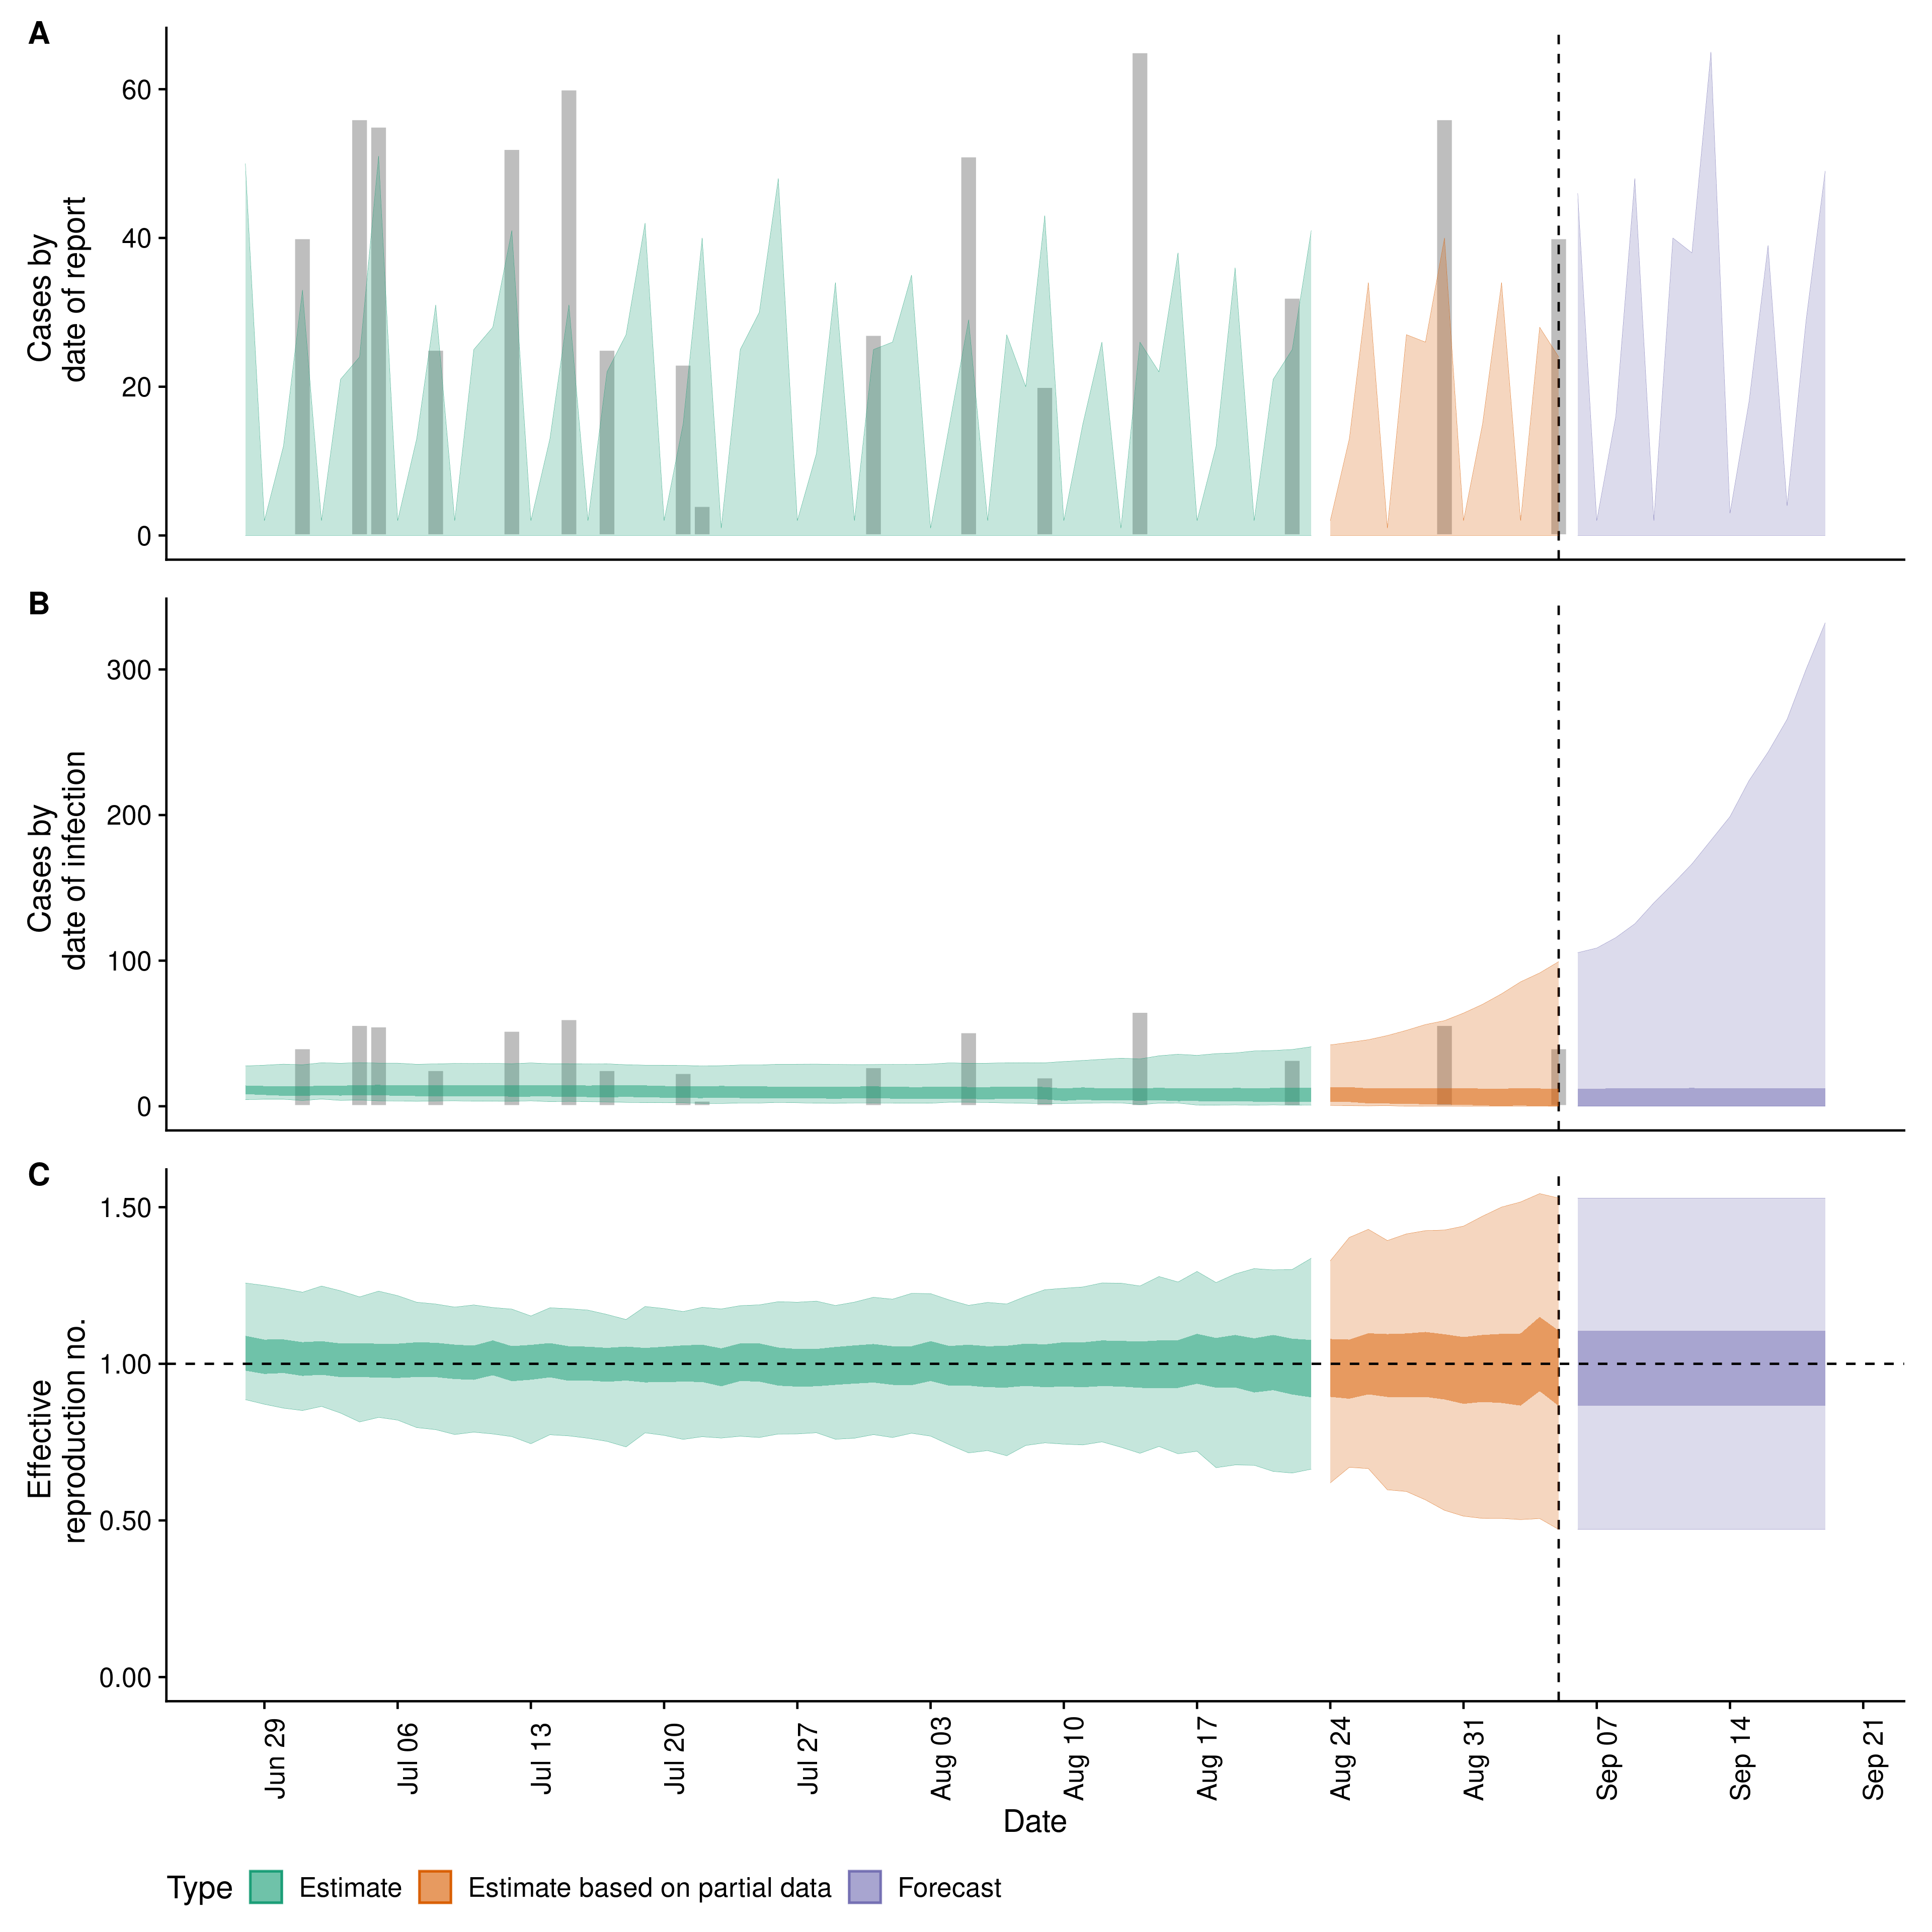 A
Cases by
date of report
60
40
20
0
B
Cases by
date of infection
300
200
100
0
C
Effective
reproduction no.
1.50
1.00
0.50
0.00
Jun 29
Jul 06
Jul 13
Jul 20
Jul 27
Aug 03
Aug 10
Aug 17
Aug 24
Aug 31
Sep 07
Sep 14
Sep 21
Date
Type Estimate Estimate based on partial data Forecast